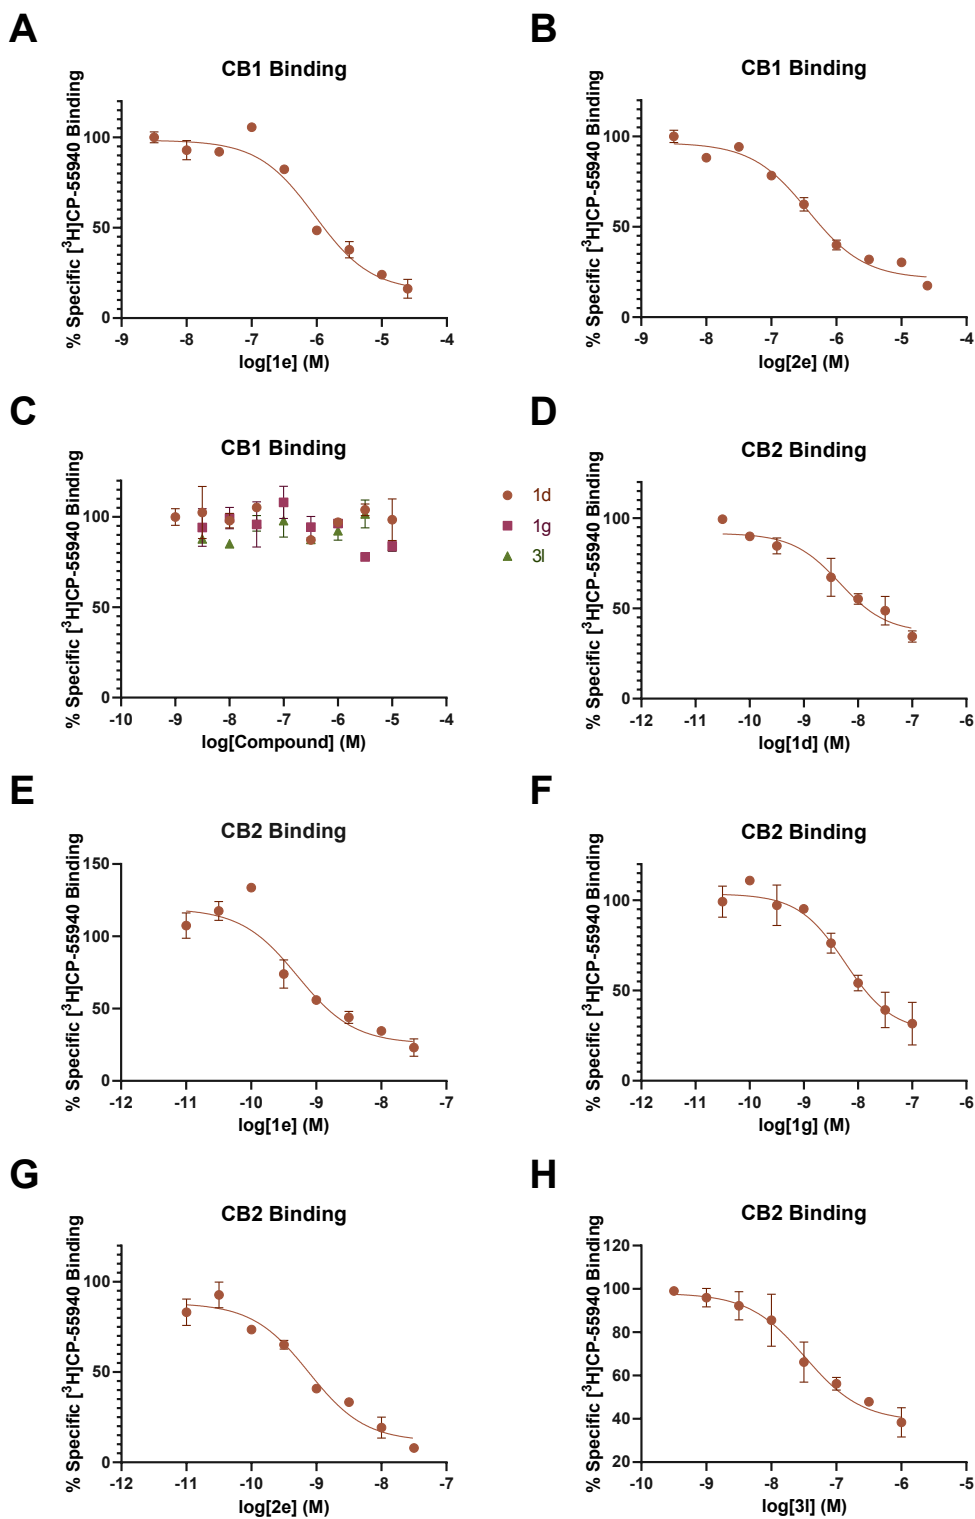 A
CB1 Binding
% Specific [³H]CP-55940 Binding
100
50
0
-9 -8 -7 -6 -5 -4
log[1e] (M)
B
CB1 Binding
% Specific [³H]CP-55940 Binding
100
50
0
-9 -8 -7 -6 -5 -4
log[2e] (M)
C
CB1 Binding
% Specific [³H]CP-55940 Binding
100
50
0
-10 -9 -8 -7 -6 -5 -4
log[Compound] (M)
1d
1g
3l
D
CB2 Binding
% Specific [³H]CP-55940 Binding
100
50
0
-12 -11 -10 -9 -8 -7 -6
log[1d] (M)
E
CB2 Binding
% Specific [³H]CP-55940 Binding
150
100
50
0
-12 -11 -10 -9 -8 -7
log[1e] (M)
F
CB2 Binding
% Specific [³H]CP-55940 Binding
100
50
0
-12 -11 -10 -9 -8 -7 -6
log[1g] (M)
G
CB2 Binding
% Specific [³H]CP-55940 Binding
100
50
0
-12 -11 -10 -9 -8 -7
log[2e] (M)
H
CB2 Binding
% Specific [³H]CP-55940 Binding
120
100
80
60
40
20
-10 -9 -8 -7 -6 -5
log[3l] (M)